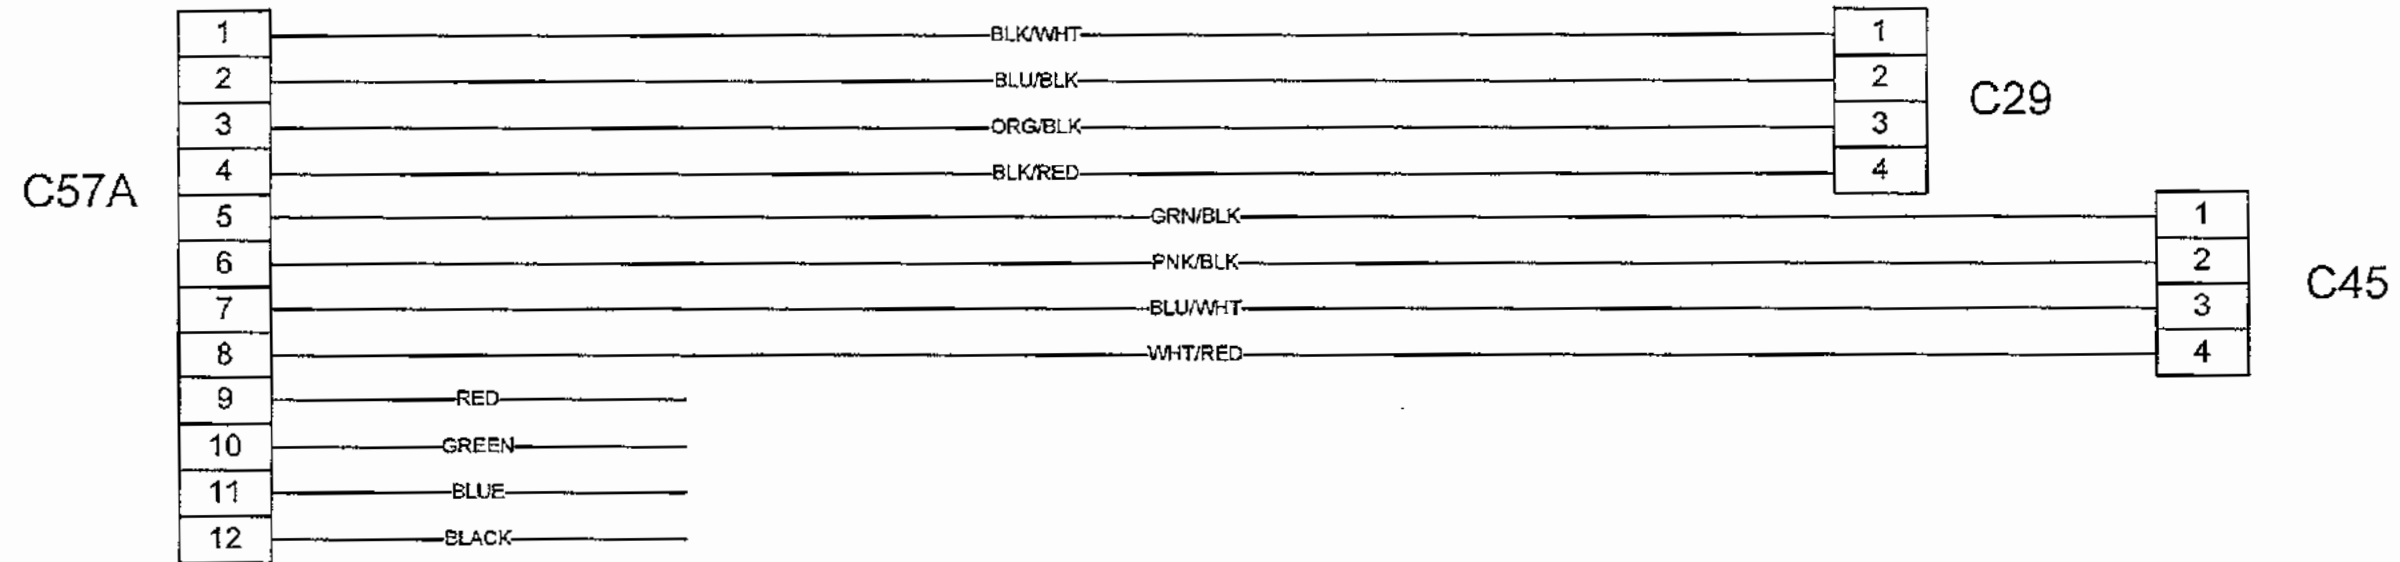 1 BLK/WHT 1
2 BLU/BLK 2
C29
3 ORG/BLK 3
4 BLK/RED 4
C57A
5 GRN/BLK 1
6 PNK/BLK 2
C45
7 BLU/WHT 3
8 WHT/RED 4
9 RED
10 GREEN
11 BLUE
12 BLACK